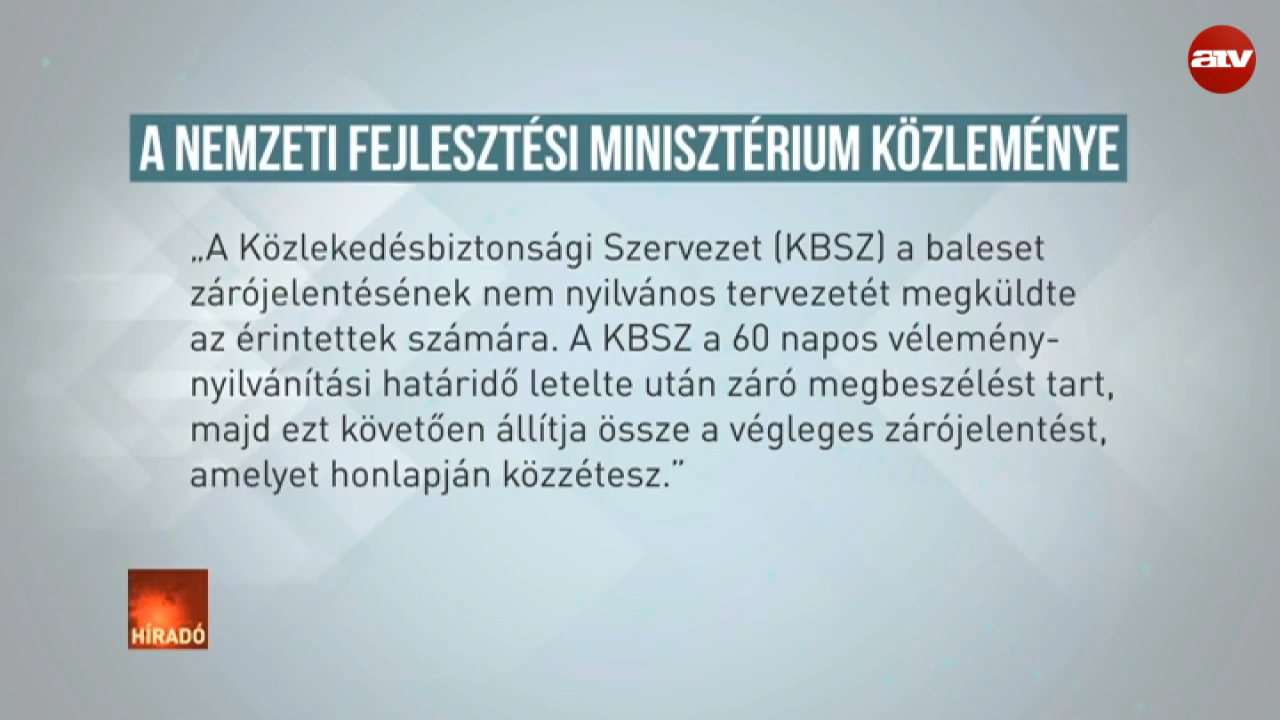 atv
A NEMZETI FEJLESZTÉSI MINISZTÉRIUM KÖZLEMÉNYE
„A Közlekedésbiztonsági Szervezet (KBSZ) a baleset
zárójelentésének nem nyilvános tervezetét megküldte
az érintettek számára. A KBSZ a 60 napos vélemény-
nyilvánítási határidő letelte után záró megbeszélést tart,
majd ezt követően állítja össze a végleges zárójelentést,
amelyet honlapján közzétesz.”
HÍRADÓ